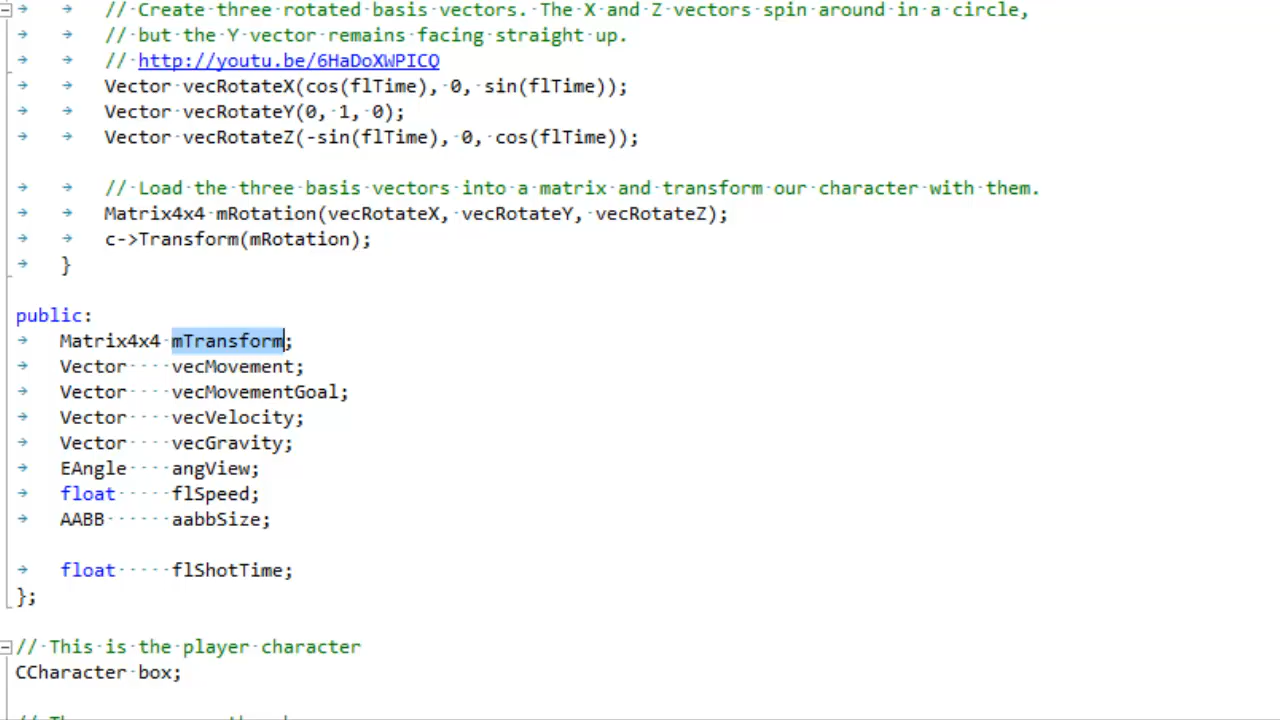 // Create three rotated basis vectors. The X and Z vectors spin around in a circle,
// but the Y vector remains facing straight up.
// http://youtu.be/6HaDoXWPICQ
Vector vecRotateX(cos(flTime), 0, sin(flTime));
Vector vecRotateY(0, 1, 0);
Vector vecRotateZ(-sin(flTime), 0, cos(flTime));
// Load the three basis vectors into a matrix and transform our character with them.
Matrix4x4 mRotation(vecRotateX, vecRotateY, vecRotateZ);
c->Transform(mRotation);
}
public:
Matrix4x4 mTransform;
Vector vecMovement;
Vector vecMovementGoal;
Vector vecVelocity;
Vector vecGravity;
EAngle angView;
float flSpeed;
AABB aabbSize;
float flShotTime;
};
// This is the player character
CCharacter box;